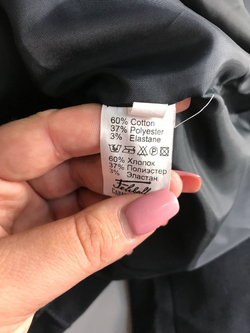 60% Cotton
37% Polyester
3% Elastane
60% Хлопок
37% Полиэстер
3% Эластан